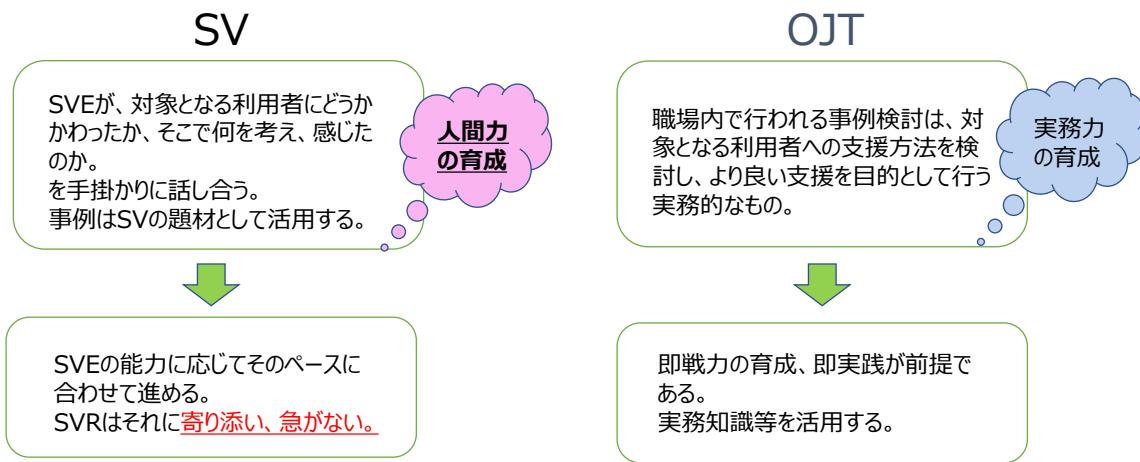 SV
SVEが、対象となる利用者にどうか
かわったか、そこで何を考え、感じた
のか。
を手掛かりに話し合う。
事例はSVの題材として活用する。
人間力
の育成
SVEの能力に応じてそのペースに
合わせて進める。
SVRはそれに寄り添い、急がない。
OJT
職場内で行われる事例検討は、対
象となる利用者への支援方法を検
討し、より良い支援を目的として行う
実務的なもの。
実務力
の育成
即戦力の育成、即実践が前提で
ある。
実務知識等を活用する。